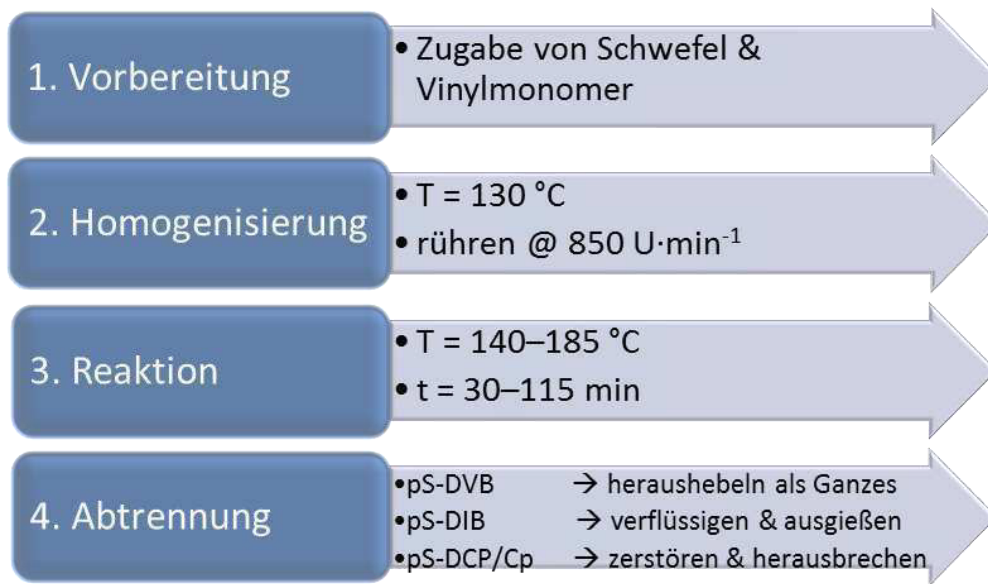 1. Vorbereitung
• Zugabe von Schwefel &
Vinylmonomer
2. Homogenisierung
• T = 130 °C
• rühren @ 850 U·min⁻¹
3. Reaktion
• T = 140–185 °C
• t = 30–115 min
4. Abtrennung
•pS-DVB → heraushebeln als Ganzes
•pS-DIB → verflüssigen & ausgießen
•pS-DCP/Cp → zerstören & herausbrechen